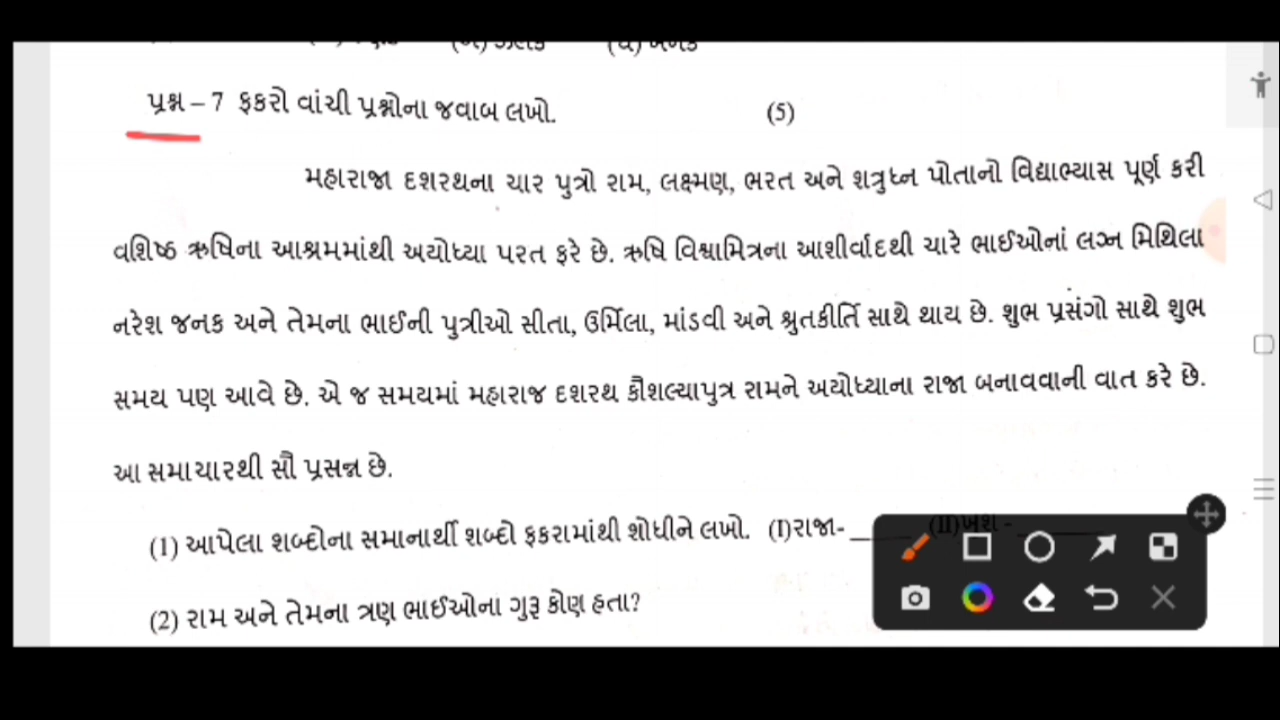 પ્રશ્ન – 7 ફકરો વાંચી પ્રશ્નોના જવાબ લખો. (5)
મહારાજા દશરથના ચાર પુત્રો રામ, લક્ષ્મણ, ભરત અને શત્રુધ્ન પોતાનો વિદ્યાભ્યાસ પૂર્ણ કરી
વશિષ્ઠ ઋષિના આશ્રમમાંથી અયોધ્યા પરત ફરે છે. ઋષિ વિશ્વામિત્રના આશીર્વાદથી ચારે ભાઈઓનાં લગ્ન મિથિલા
નરેશ જનક અને તેમના ભાઈની પુત્રીઓ સીતા, ઉર્મિલા, માંડવી અને શ્રુતકીર્તિ સાથે થાય છે. શુભ પ્રસંગો સાથે શુભ
સમય પણ આવે છે. એ જ સમયમાં મહારાજ દશરથ કૌશલ્યાપુત્ર રામને અયોધ્યાના રાજા બનાવવાની વાત કરે છે.
આ સમાચારથી સૌ પ્રસન્ન છે.
(1) આપેલા શબ્દોના સમાનાર્થી શબ્દો ફકરામાંથી શોધીને લખો. (I)રાજા- _____ (II)
(2) રામ અને તેમના ત્રણ ભાઈઓના ગુરૂ કોણ હતા?